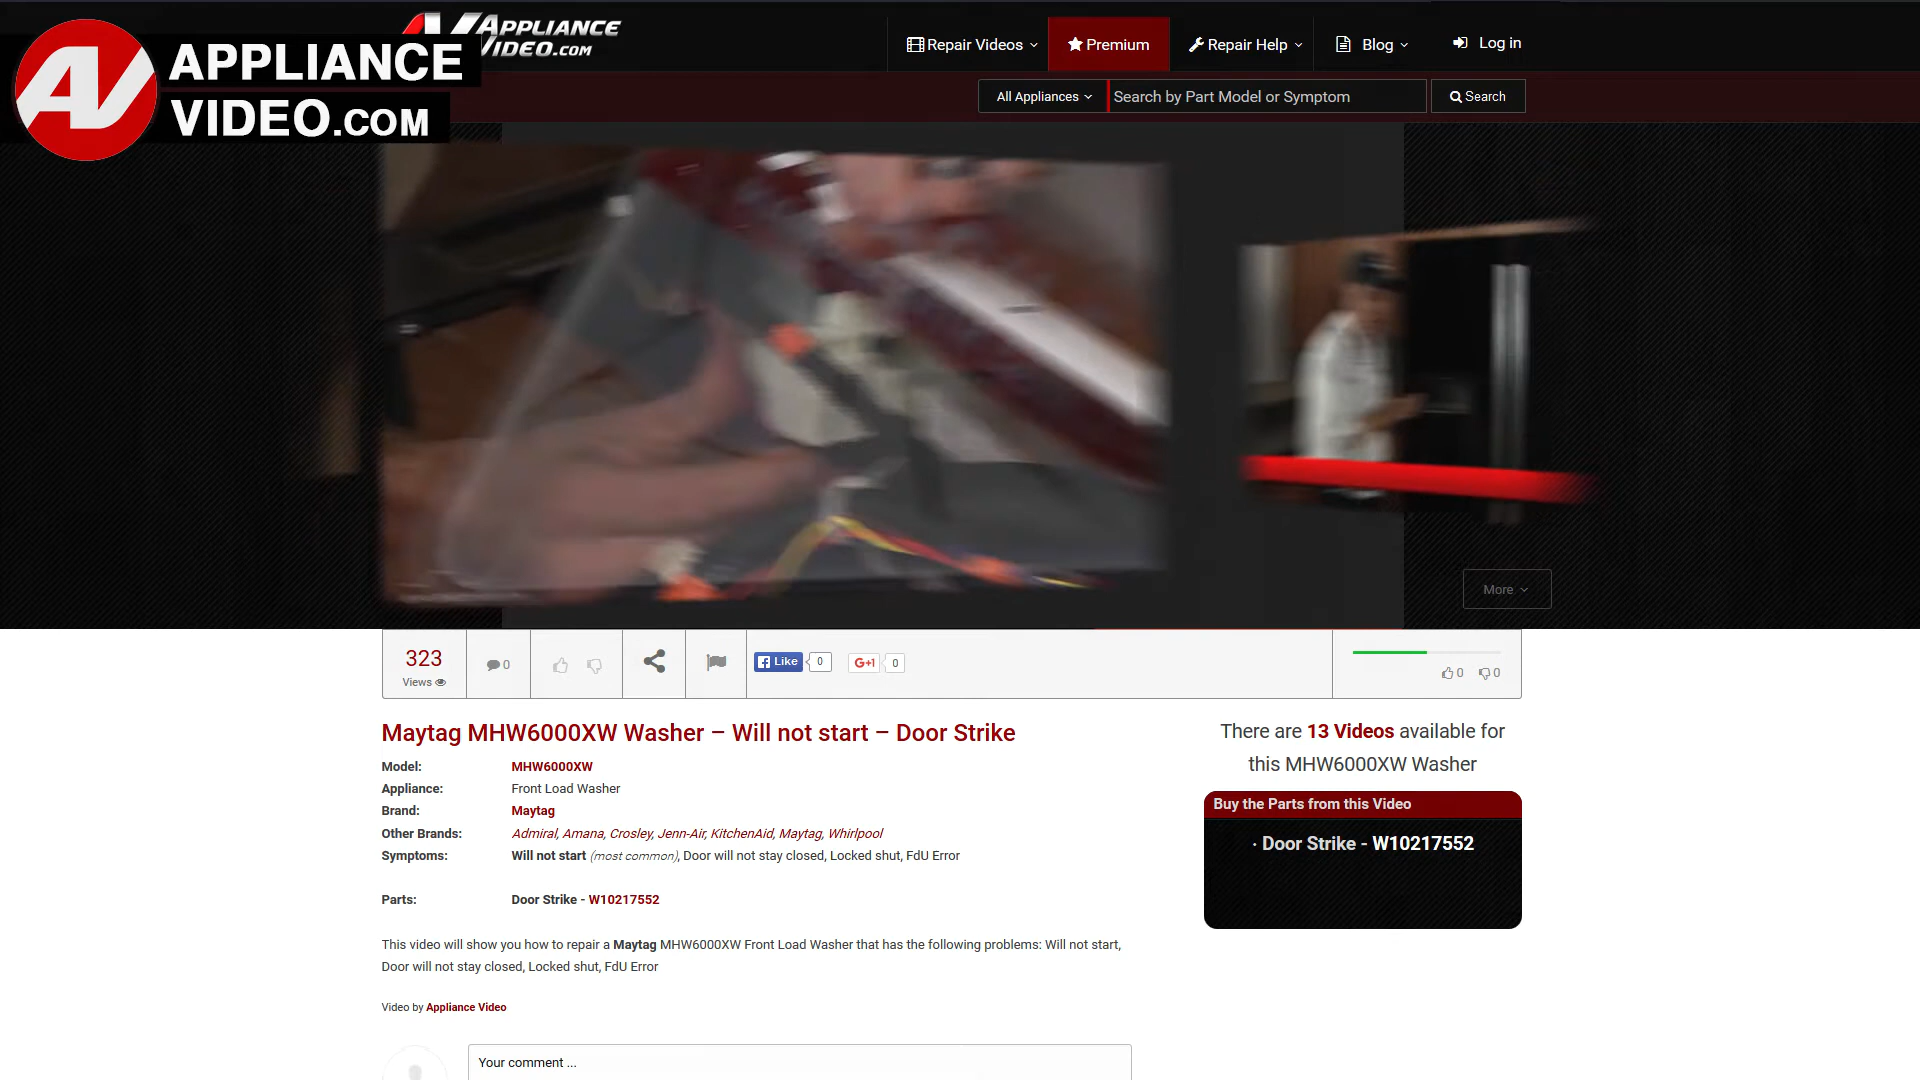 APPLIANCE
VIDEO.COM
APPLIANCE
VIDEO.COM
Repair Videos
Premium
Repair Help
Blog
Log in
All Appliances
Search by Part Model or Symptom
Search
More
323
Views
0
Like
0
G+1
0
0
0
Maytag MHW6000XW Washer – Will not start – Door Strike
Model: MHW6000XW
Appliance: Front Load Washer
Brand: Maytag
Other Brands: Admiral, Amana, Crosley, Jenn-Air, KitchenAid, Maytag, Whirlpool
Symptoms: Will not start (most common), Door will not stay closed, Locked shut, FdU Error
Parts: Door Strike - W10217552
This video will show you how to repair a Maytag MHW6000XW Front Load Washer that has the following problems: Will not start,
Door will not stay closed, Locked shut, FdU Error
Video by Appliance Video
Your comment ...
There are 13 Videos available for
this MHW6000XW Washer
Buy the Parts from this Video
· Door Strike - W10217552